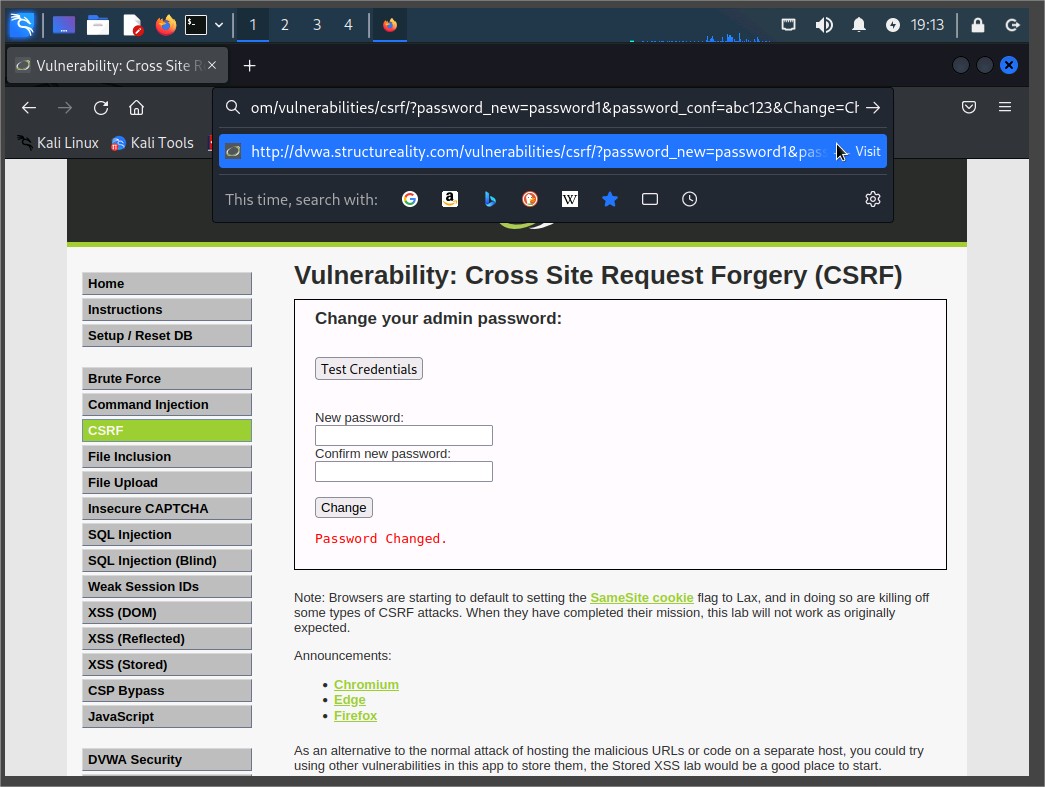 1 2 3 4 19:13
Vulnerability: Cross Site R
om/vulnerabilities/csrf/?password_new=password1&password_conf=abc123&Change=Ch
Kali Linux Kali Tools
http://dvwa.structureality.com/vulnerabilities/csrf/?password_new=password1&pas Visit
This time, search with:
Vulnerability: Cross Site Request Forgery (CSRF)
Home
Instructions
Setup / Reset DB
Brute Force
Command Injection
CSRF
File Inclusion
File Upload
Insecure CAPTCHA
SQL Injection
SQL Injection (Blind)
Weak Session IDs
XSS (DOM)
XSS (Reflected)
XSS (Stored)
CSP Bypass
JavaScript
DVWA Security
Change your admin password:
Test Credentials
New password:
Confirm new password:
Change
Password Changed.
Note: Browsers are starting to default to setting the SameSite cookie flag to Lax, and in doing so are killing off
some types of CSRF attacks. When they have completed their mission, this lab will not work as originally
expected.
Announcements:
• Chromium
• Edge
• Firefox
As an alternative to the normal attack of hosting the malicious URLs or code on a separate host, you could try
using other vulnerabilities in this app to store them, the Stored XSS lab would be a good place to start.